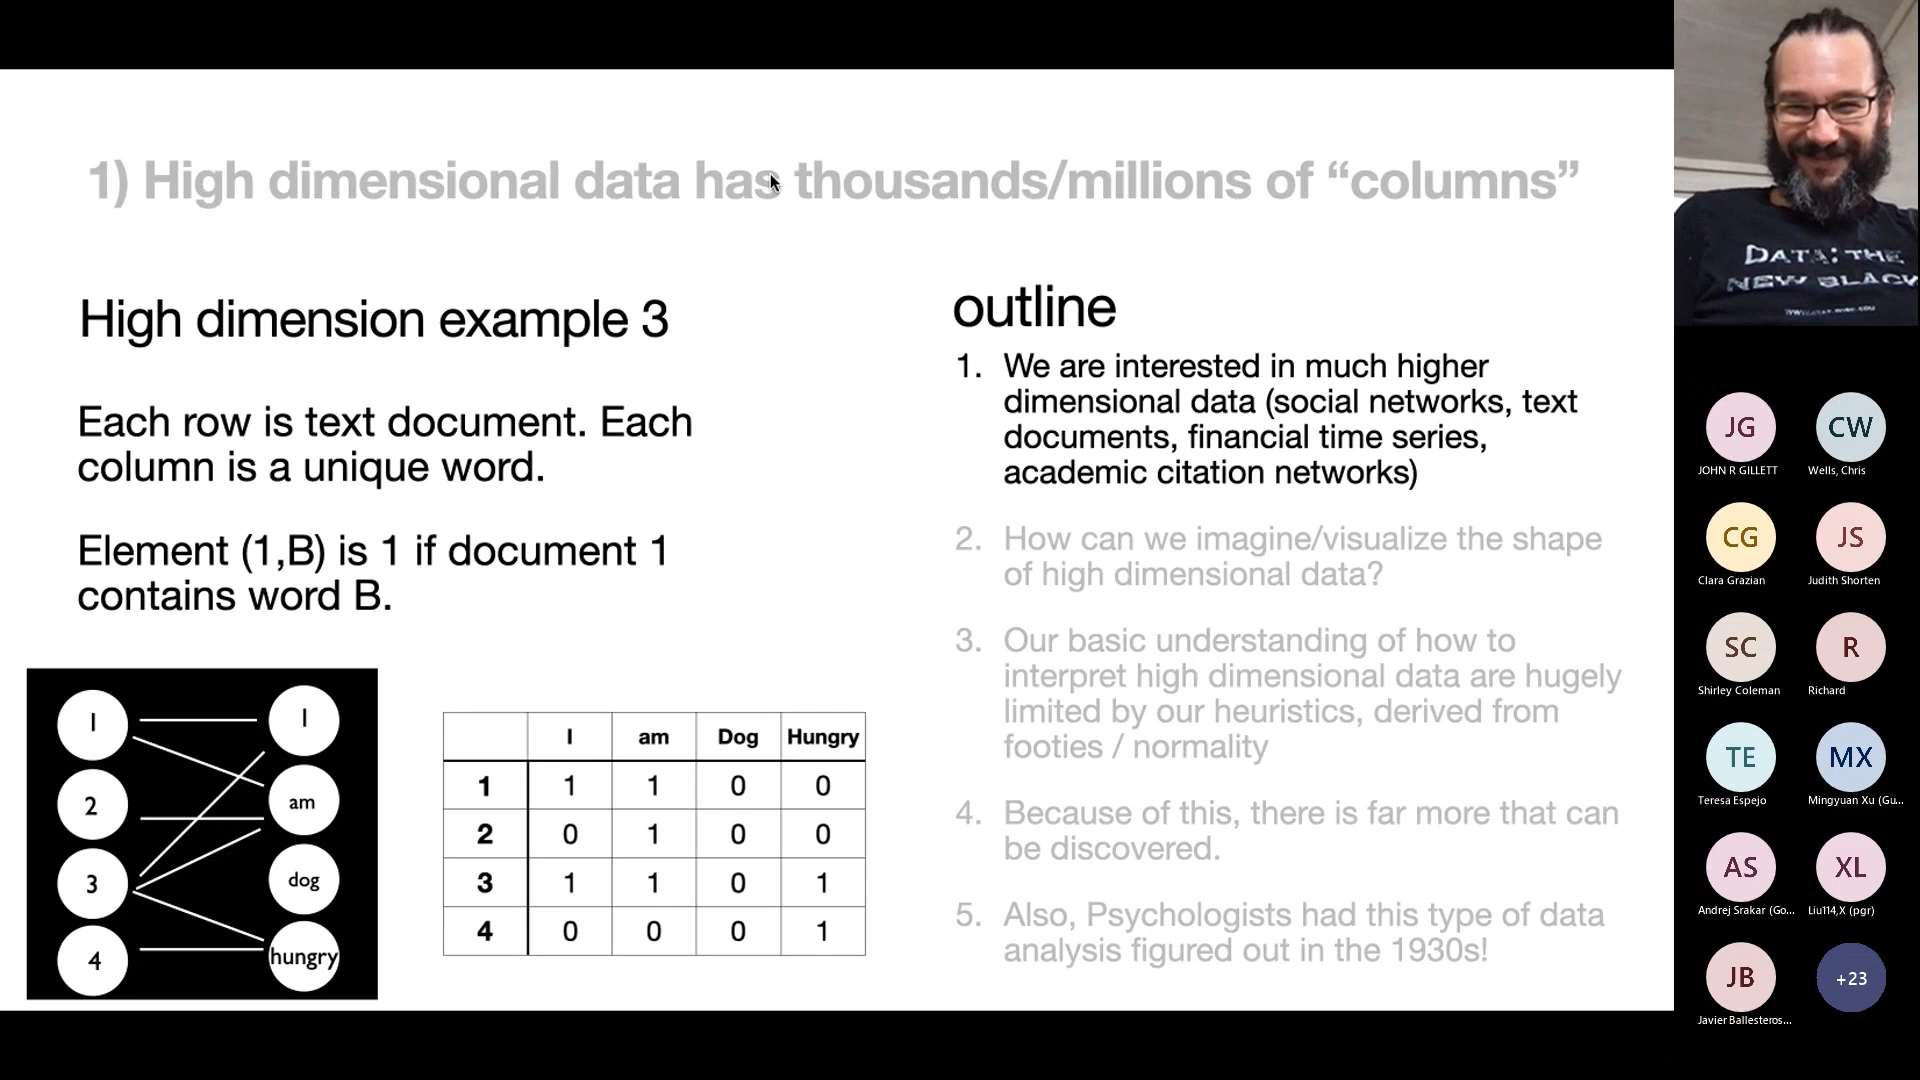 1) High dimensional data has thousands/millions of “columns”
High dimension example 3
Each row is text document. Each
column is a unique word.
Element (1,B) is 1 if document 1
contains word B.
1
I
2
am
3
dog
4
hungry
I am Dog Hungry
1 1 1 0 0
2 0 1 0 0
3 1 1 0 1
4 0 0 0 1
outline
1. We are interested in much higher
dimensional data (social networks, text
documents, financial time series,
academic citation networks)
2. How can we imagine/visualize the shape
of high dimensional data?
3. Our basic understanding of how to
interpret high dimensional data are hugely
limited by our heuristics, derived from
footies / normality
4. Because of this, there is far more that can
be discovered.
5. Also, Psychologists had this type of data
analysis figured out in the 1930s!
DATA: THE
NEW BLACK
JG CW
JOHN R GILLETT Wells, Chris
CG JS
Clara Grazian Judith Shorten
SC R
Shirley Coleman Richard
TE MX
Teresa Espejo Mingyuan Xu (Gu...
AS XL
Andrej Srakar (Go... Liu114,X (pgr)
JB +23
Javier Ballesteros...